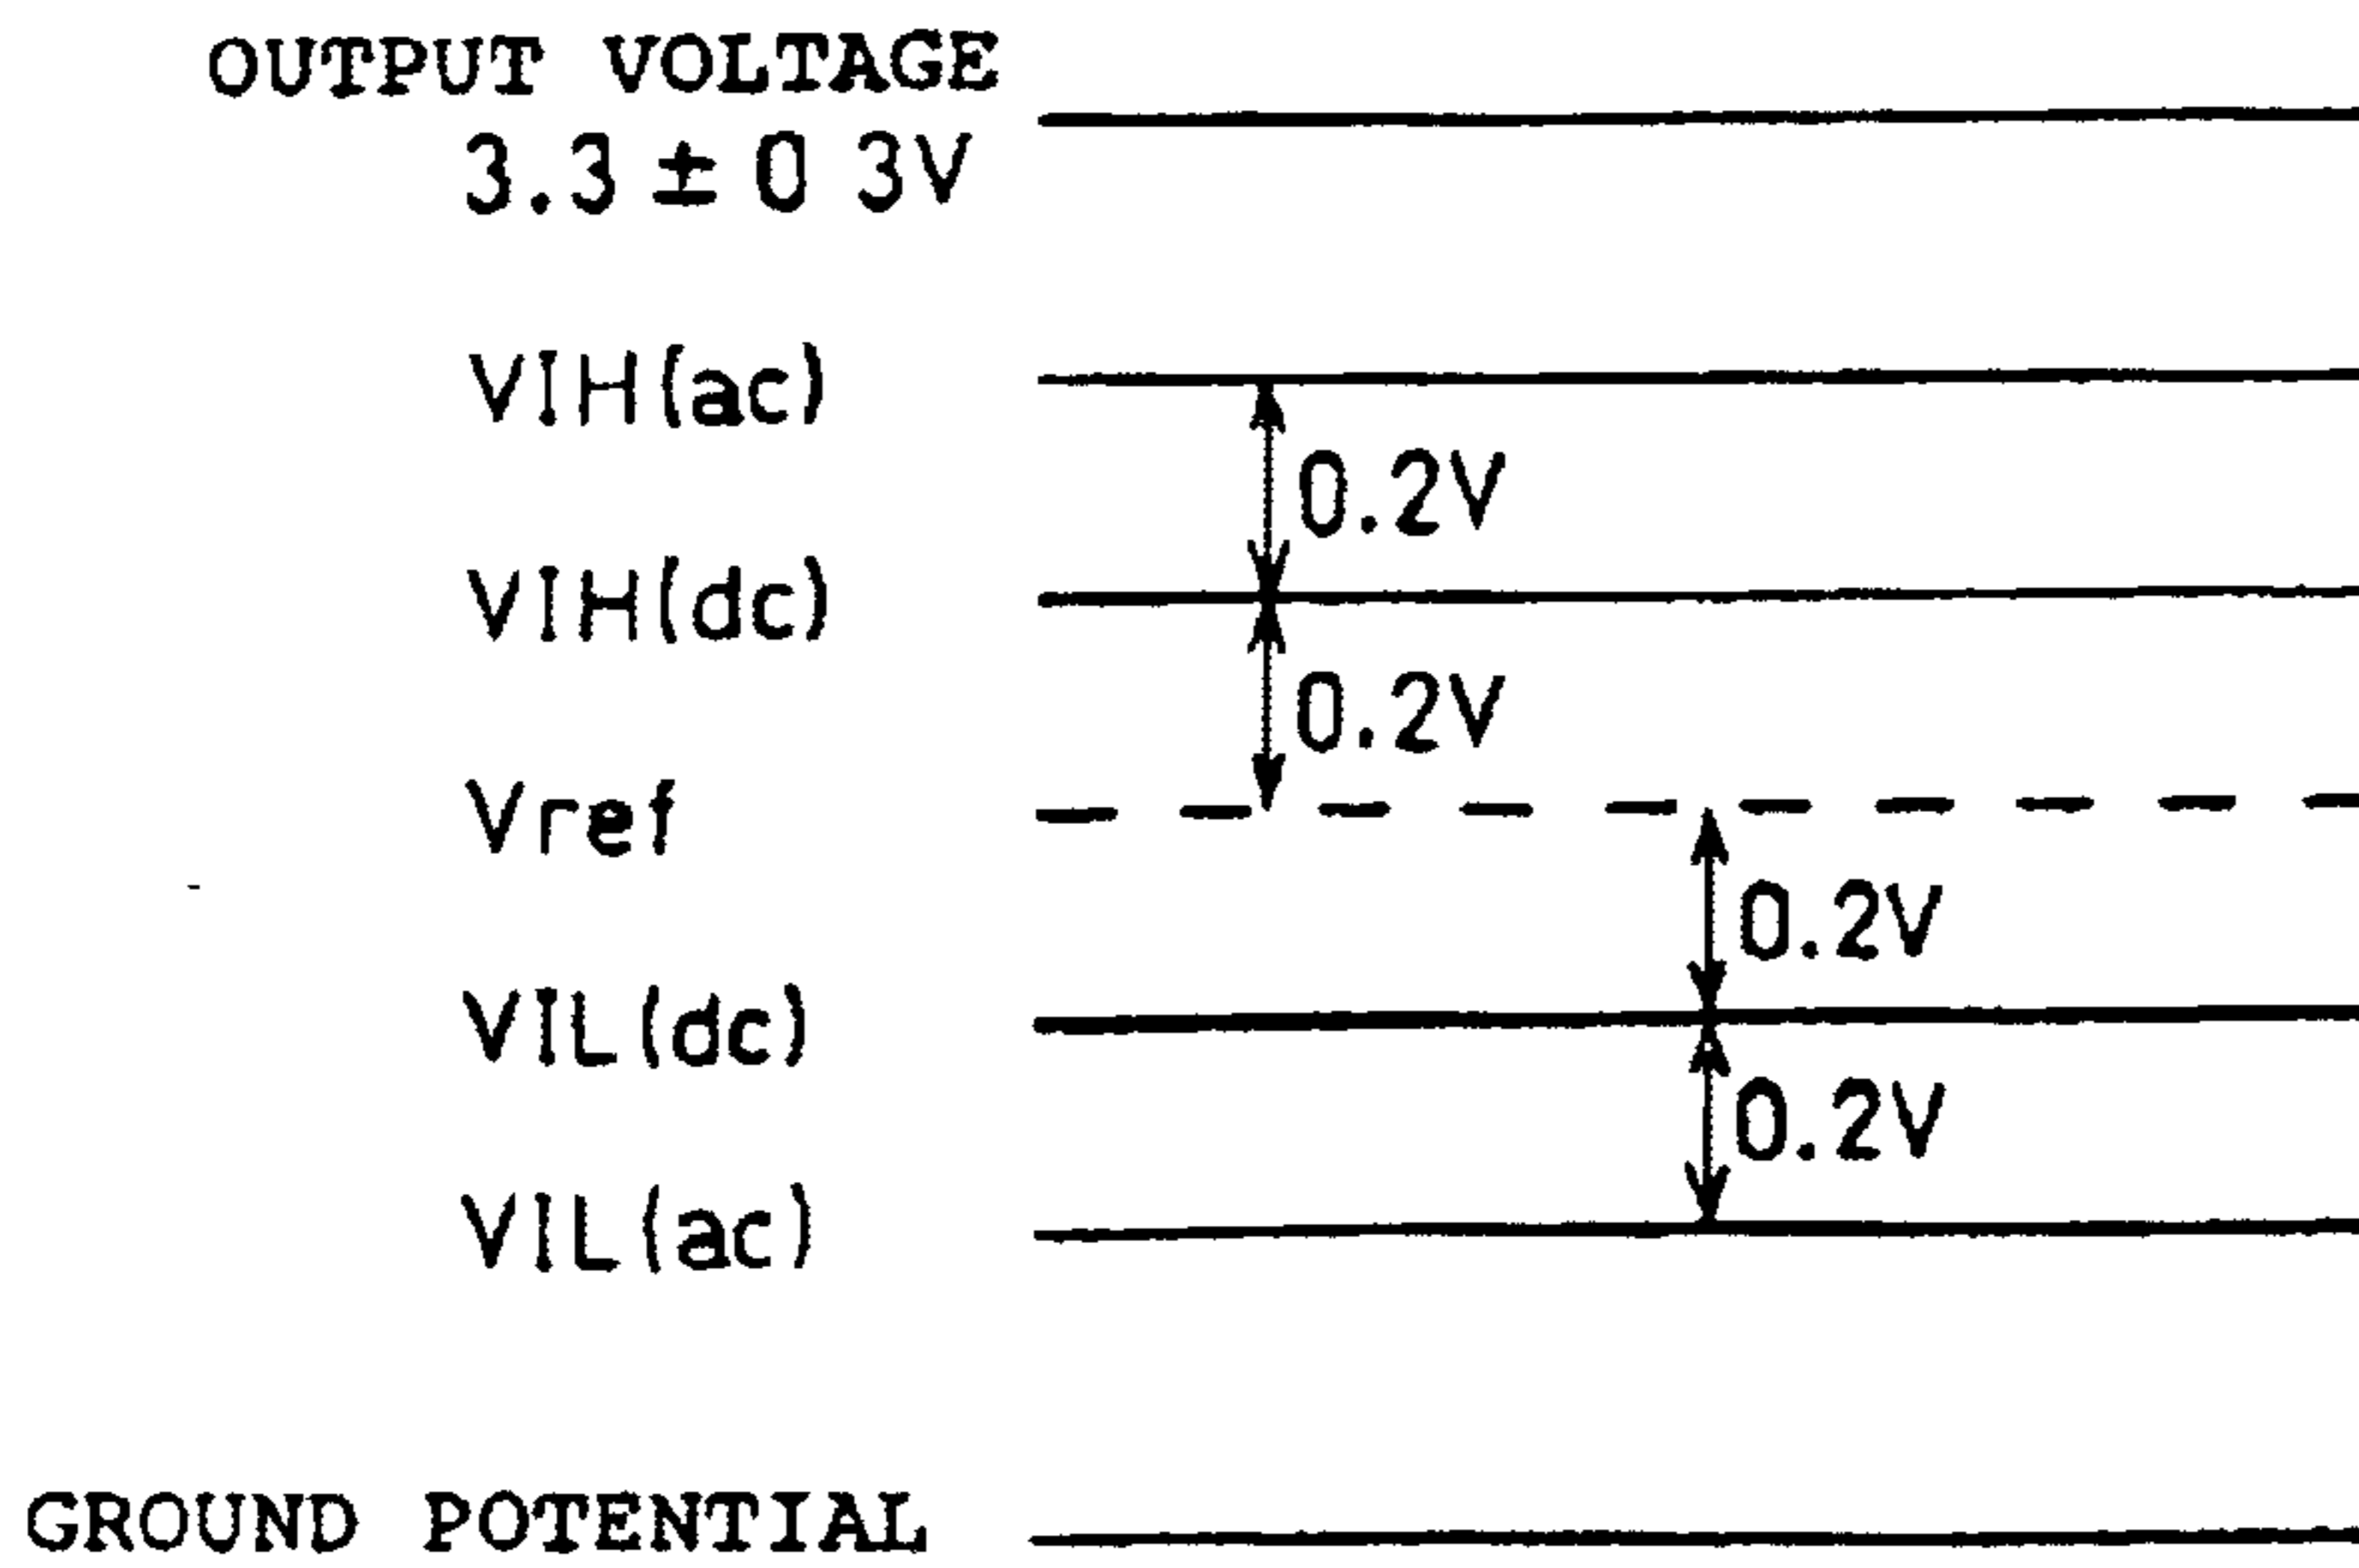 OUTPUT VOLTAGE
3.3 ± 0 3V
VIH(ac)
0.2V
VIH(dc)
0.2V
Vref
0.2V
VIL(dc)
0.2V
VIL(ac)
GROUND POTENTIAL